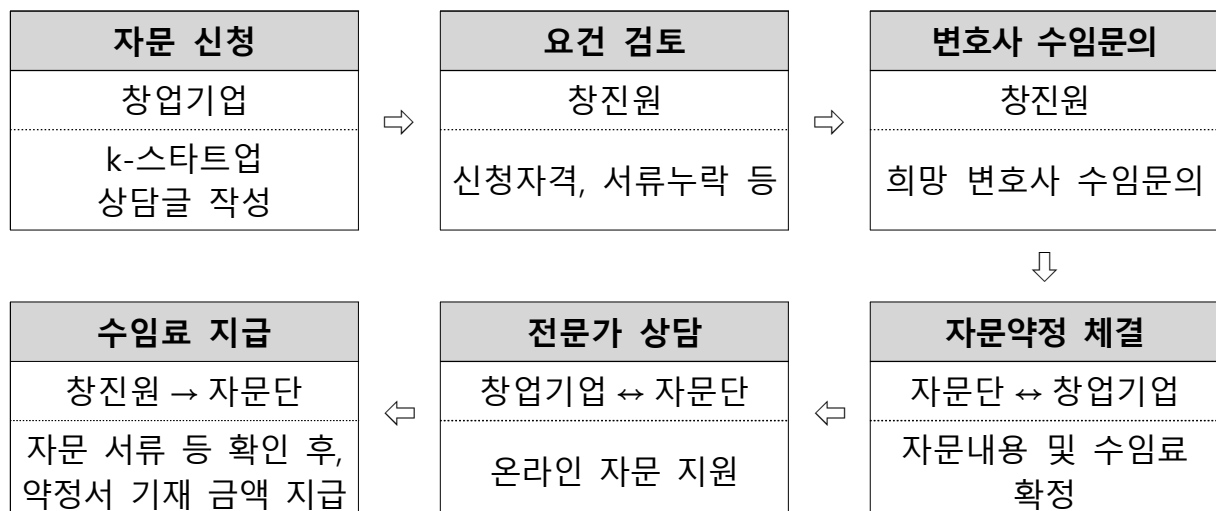 자문 신청
창업기업
k-스타트업
상담글 작성
⇨
요건 검토
창진원
신청자격, 서류누락 등
⇨
변호사 수임문의
창진원
희망 변호사 수임문의
⇩
자문약정 체결
자문단 ↔ 창업기업
자문내용 및 수임료
확정
⇦
전문가 상담
창업기업 ↔ 자문단
온라인 자문 지원
⇦
수임료 지급
창진원 → 자문단
자문 서류 등 확인 후,
약정서 기재 금액 지급